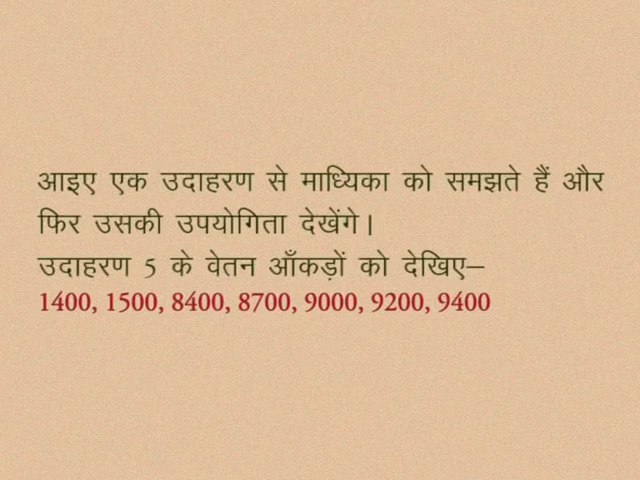 आइए एक उदाहरण से माध्यिका को समझते हैं और
फिर उसकी उपयोगिता देखेंगे।
उदाहरण 5 के वेतन आँकड़ों को देखिए–
1400, 1500, 8400, 8700, 9000, 9200, 9400